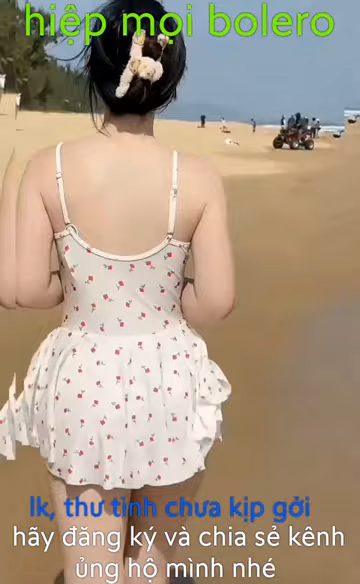 hiệp mọi bolero
lk, thư tình chưa kịp gởi
hãy đăng ký và chia sẻ kênh
ủng hộ mình nhé